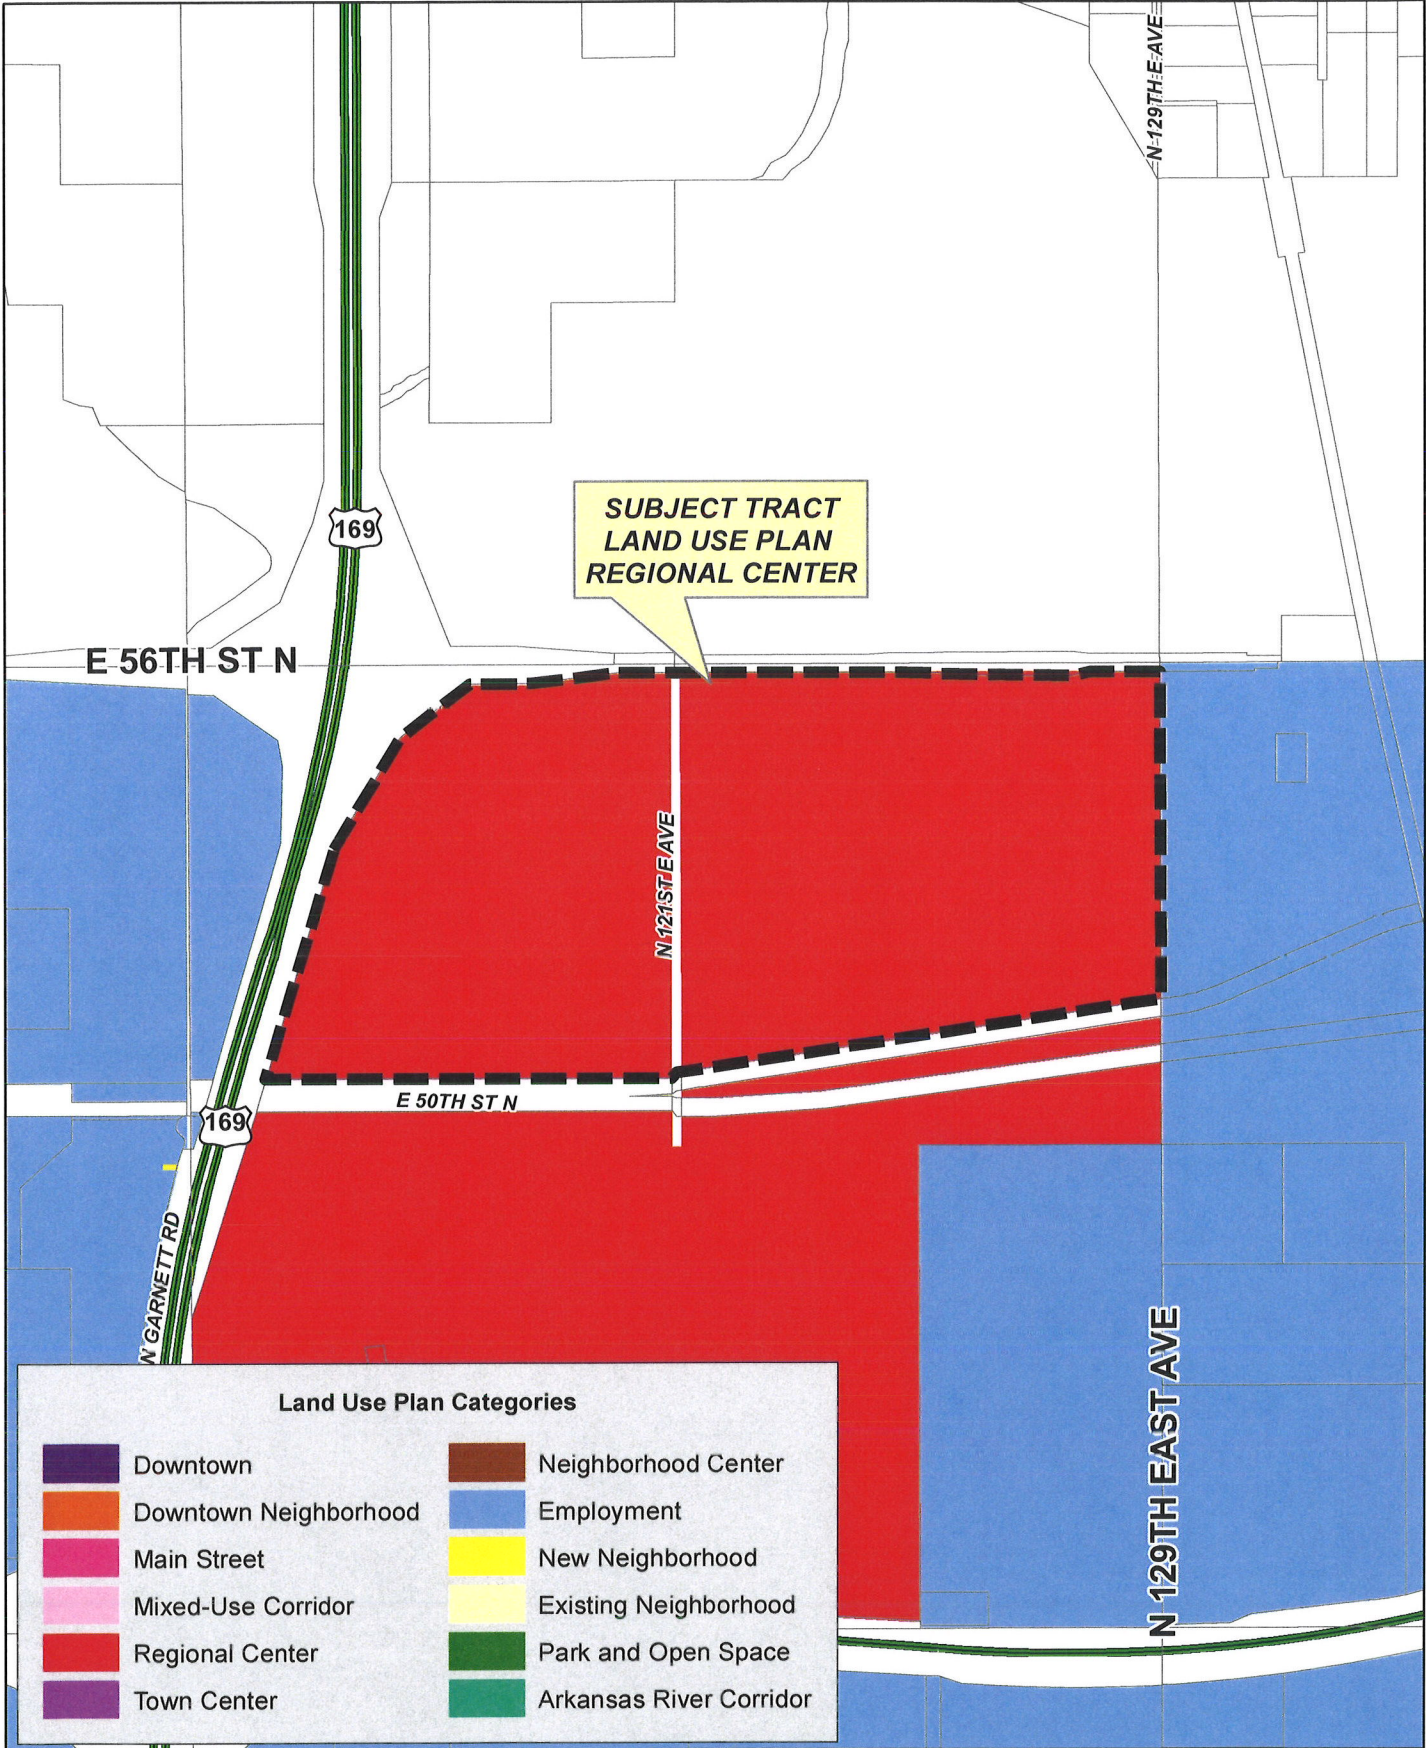 N 129TH E AVE
169
SUBJECT TRACT
LAND USE PLAN
REGIONAL CENTER
E 56TH ST N
N 121ST E AVE
E 50TH ST N
169
N GARNETT RD
N 129TH EAST AVE
Land Use Plan Categories
Downtown
Downtown Neighborhood
Main Street
Mixed-Use Corridor
Regional Center
Town Center
Neighborhood Center
Employment
New Neighborhood
Existing Neighborhood
Park and Open Space
Arkansas River Corridor